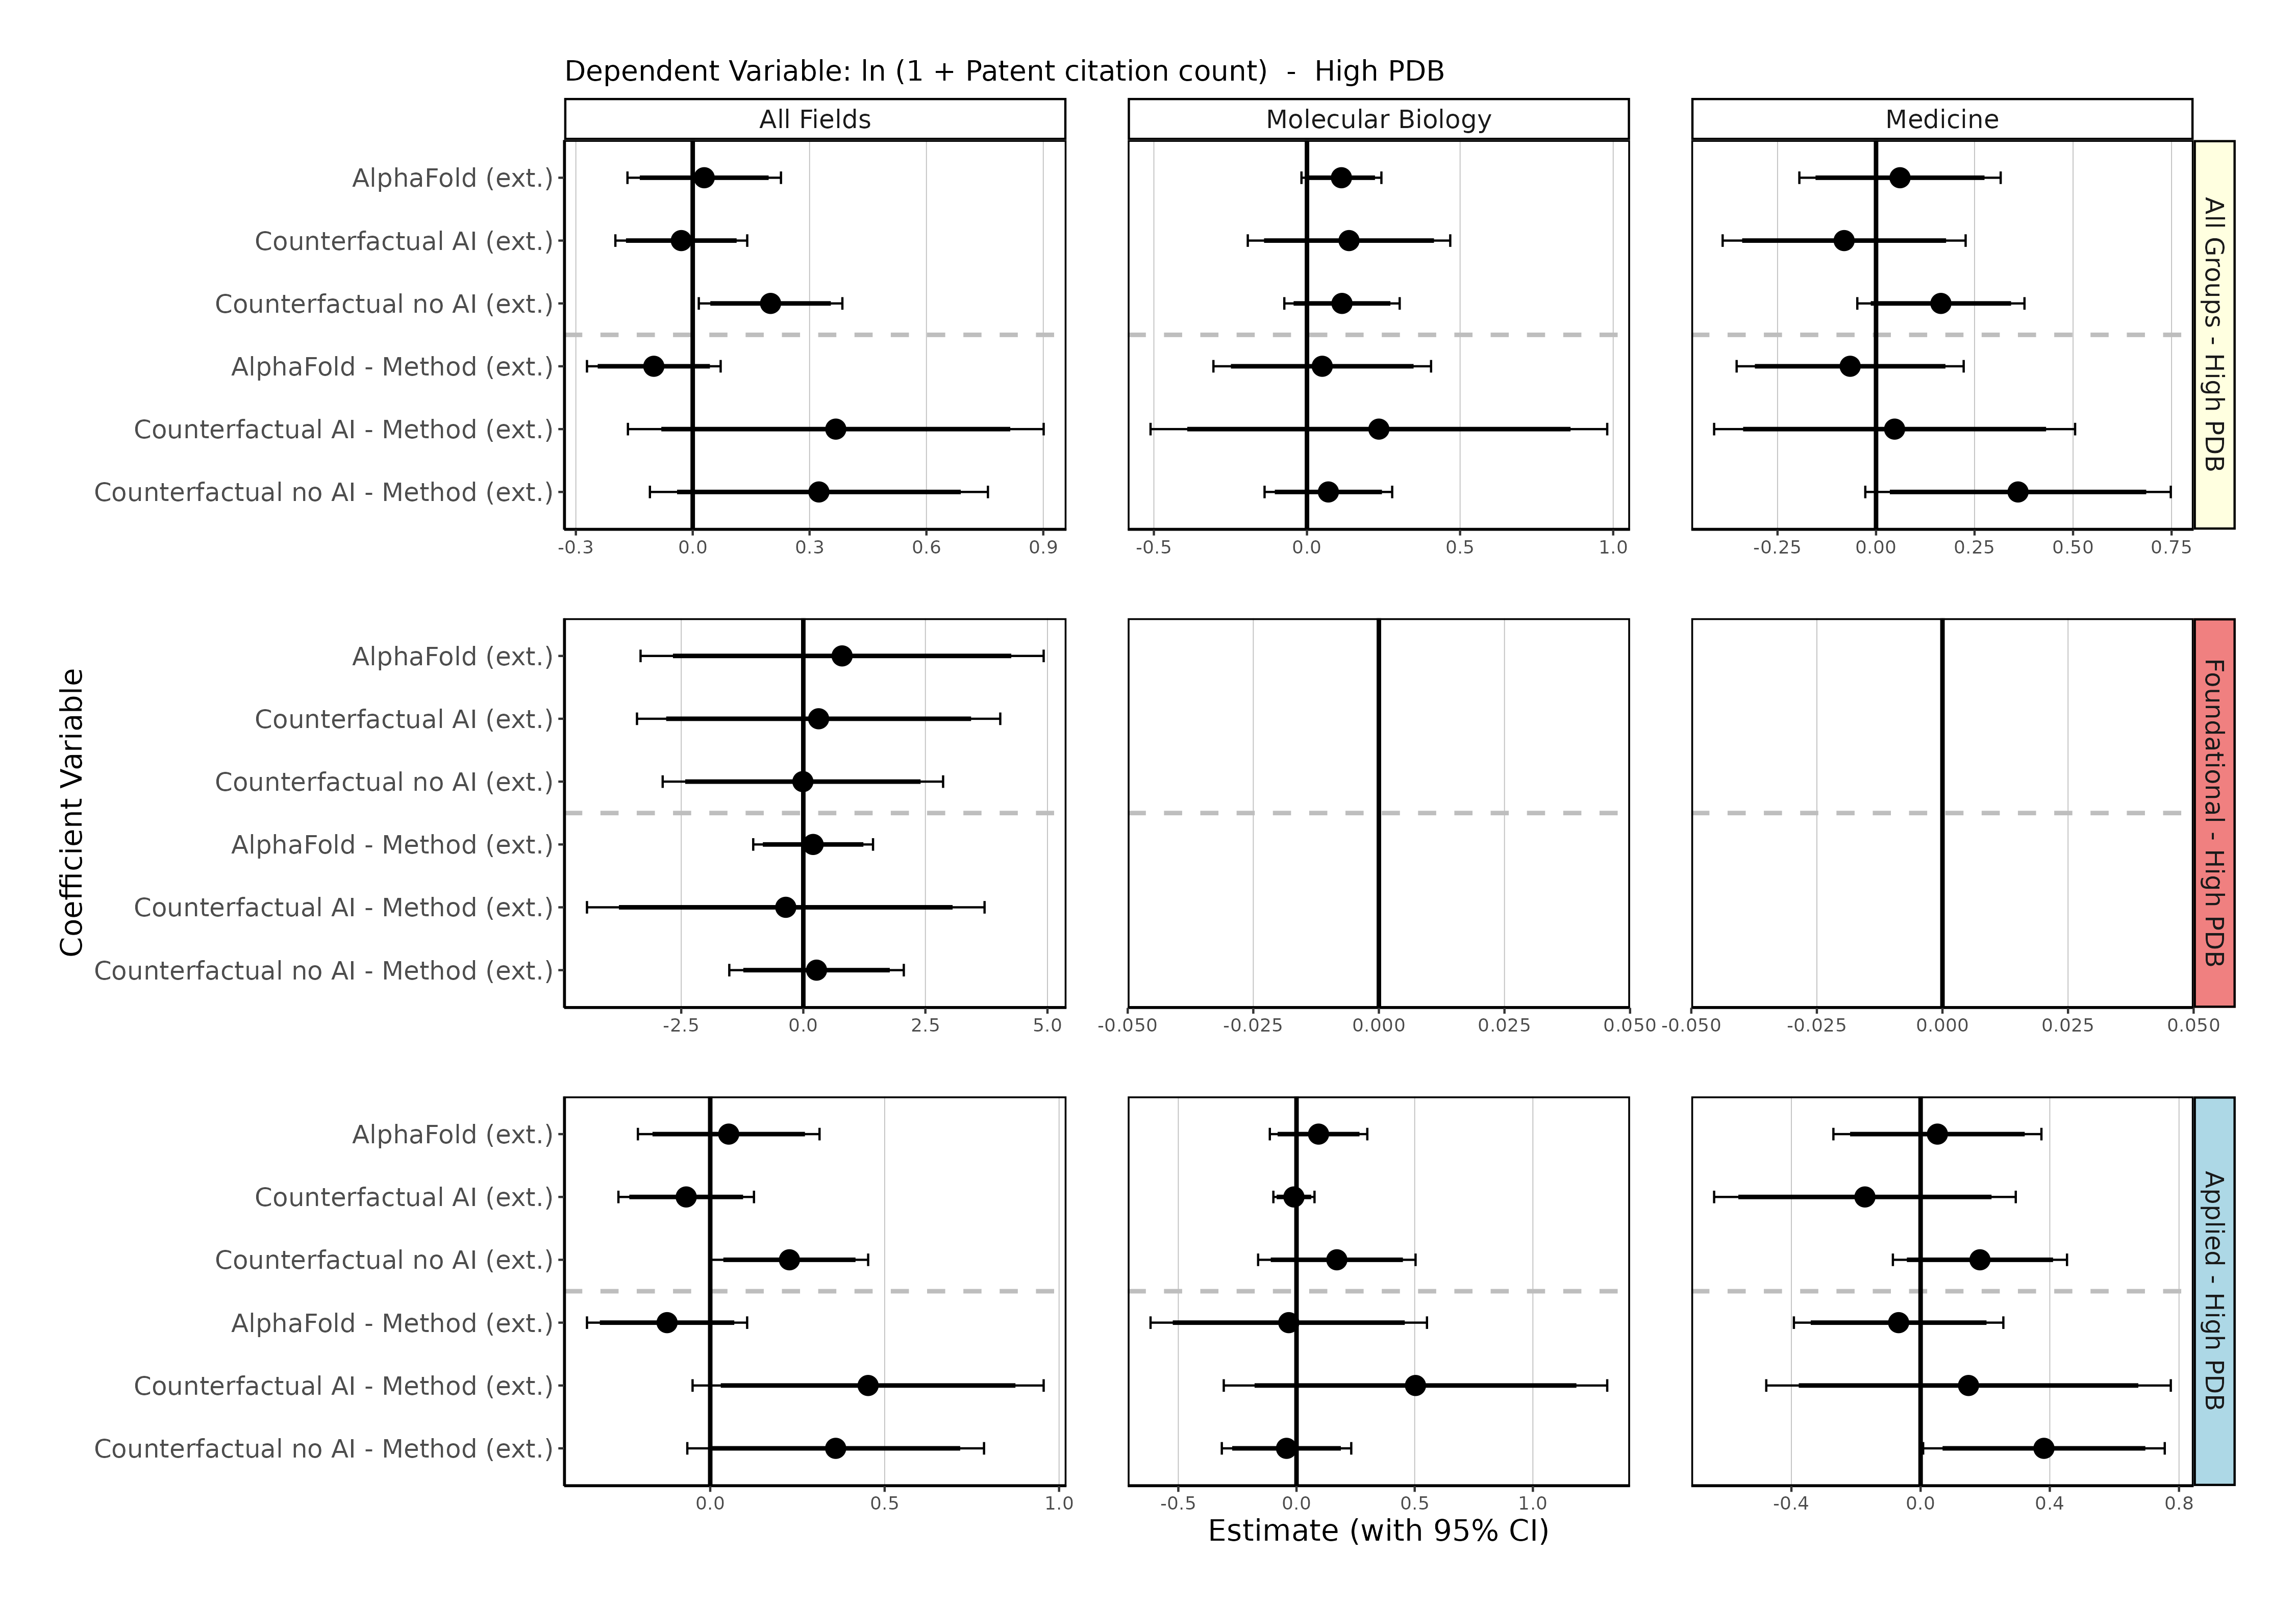 Dependent Variable: ln (1 + Patent citation count)  -  High PDB
All Fields
Molecular Biology
Medicine
AlphaFold (ext.)
Counterfactual AI (ext.)
Counterfactual no AI (ext.)
AlphaFold - Method (ext.)
Counterfactual AI - Method (ext.)
Counterfactual no AI - Method (ext.)
-0.3 0.0 0.3 0.6 0.9
-0.5 0.0 0.5 1.0
-0.25 0.00 0.25 0.50 0.75
All Groups - High PDB
Coefficient Variable
AlphaFold (ext.)
Counterfactual AI (ext.)
Counterfactual no AI (ext.)
AlphaFold - Method (ext.)
Counterfactual AI - Method (ext.)
Counterfactual no AI - Method (ext.)
-2.5 0.0 2.5 5.0
-0.050 -0.025 0.000 0.025 0.050
-0.050 -0.025 0.000 0.025 0.050
Foundational - High PDB
AlphaFold (ext.)
Counterfactual AI (ext.)
Counterfactual no AI (ext.)
AlphaFold - Method (ext.)
Counterfactual AI - Method (ext.)
Counterfactual no AI - Method (ext.)
0.0 0.5 1.0
-0.5 0.0 0.5 1.0
-0.4 0.0 0.4 0.8
Applied - High PDB
Estimate (with 95% CI)